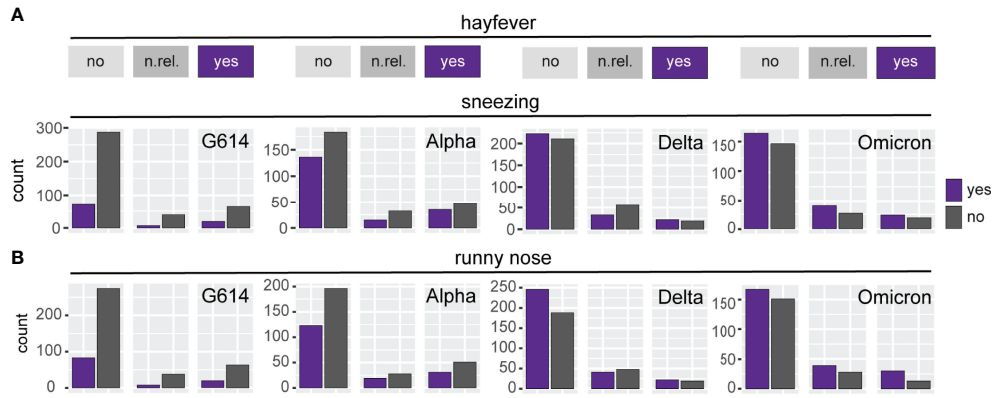 A
hayfever
no n.rel. yes no n.rel. yes no n.rel. yes no n.rel. yes
sneezing
count
300
100
0
G614
150
100
50
0
Alpha
200
150
100
50
0
Delta
150
50
0
Omicron
yes
no
B
runny nose
count
200
100
0
G614
200
150
100
50
0
Alpha
250
200
150
100
50
0
Delta
150
50
0
Omicron